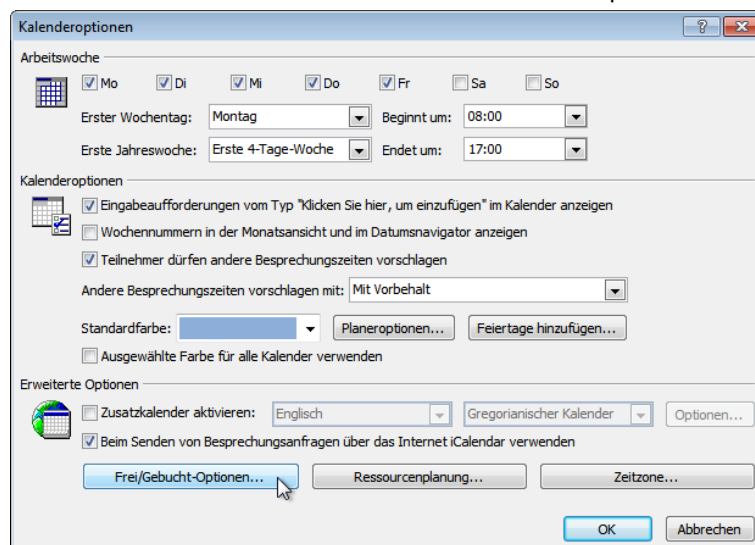 Kalenderoptionen
Arbeitswoche
Mo Di Mi Do Fr Sa So
Erster Wochentag: Montag Beginnt um: 08:00
Erste Jahreswoche: Erste 4-Tage-Woche Endet um: 17:00
Kalenderoptionen
Eingabeaufforderungen vom Typ "Klicken Sie hier, um einzufügen" im Kalender anzeigen
Wochennummern in der Monatsansicht und im Datumsnavigator anzeigen
Teilnehmer dürfen andere Besprechungszeiten vorschlagen
Andere Besprechungszeiten vorschlagen mit: Mit Vorbehalt
Standardfarbe: Planeroptionen... Feiertage hinzufügen...
Ausgewählte Farbe für alle Kalender verwenden
Erweiterte Optionen
Zusatzkalender aktivieren: Englisch Gregorianischer Kalender Optionen...
Beim Senden von Besprechungsanfragen über das Internet iCalendar verwenden
Frei/Gebucht-Optionen... Ressourcenplanung... Zeitzone...
OK Abbrechen